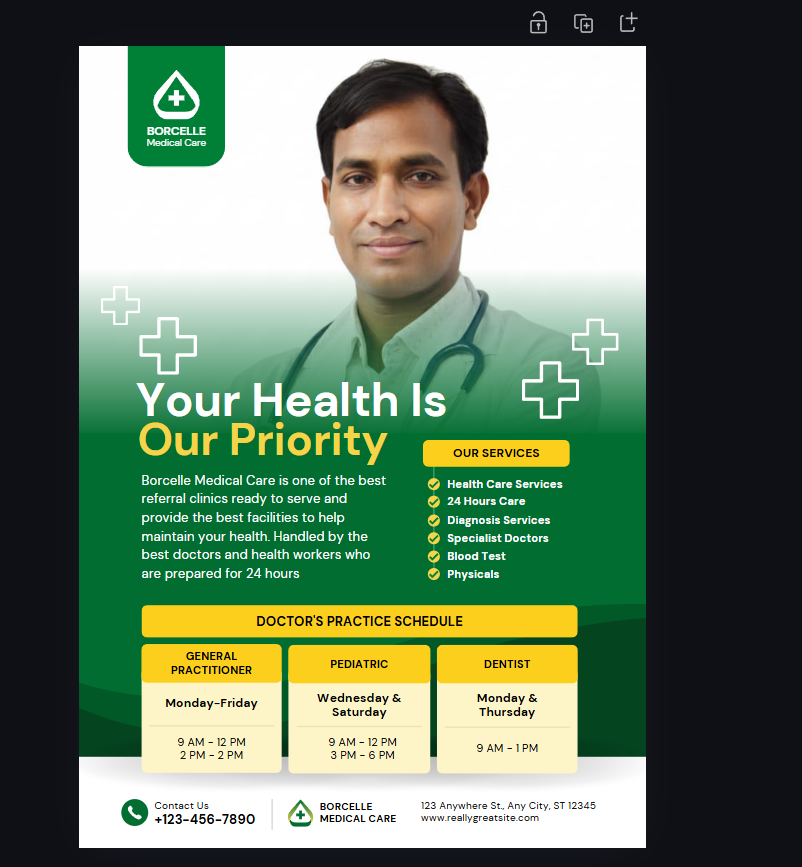 BORCELLE
Medical Care
Your Health Is
Our Priority
Borcelle Medical Care is one of the best
referral clinics ready to serve and
provide the best facilities to help
maintain your health. Handled by the
best doctors and health workers who
are prepared for 24 hours
OUR SERVICES
Health Care Services
24 Hours Care
Diagnosis Services
Specialist Doctors
Blood Test
Physicals
DOCTOR'S PRACTICE SCHEDULE
GENERAL
PRACTITIONER
Monday-Friday
9 AM - 12 PM
2 PM - 2 PM
PEDIATRIC
Wednesday &
Saturday
9 AM - 12 PM
3 PM - 6 PM
DENTIST
Monday &
Thursday
9 AM - 1 PM
Contact Us
+123-456-7890
BORCELLE
MEDICAL CARE
123 Anywhere St., Any City, ST 12345
www.reallygreatsite.com